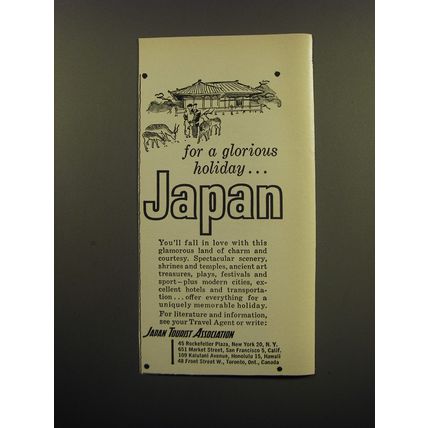 for a glorious
holiday...
Japan
You'll fall in love with this
glamorous land of charm and
courtesy. Spectacular scenery,
shrines and temples, ancient art
treasures, plays, festivals and
sport—plus modern cities, ex-
cellent hotels and transporta-
tion...offer everything for a
uniquely memorable holiday.
For literature and information,
see your Travel Agent or write:
JAPAN TOURIST ASSOCIATION
45 Rockefeller Plaza, New York 20, N. Y.
651 Market Street, San Francisco 5, Calif.
109 Kaiulani Avenue, Honolulu 15, Hawaii
48 Front Street W., Toronto, Ont., Canada